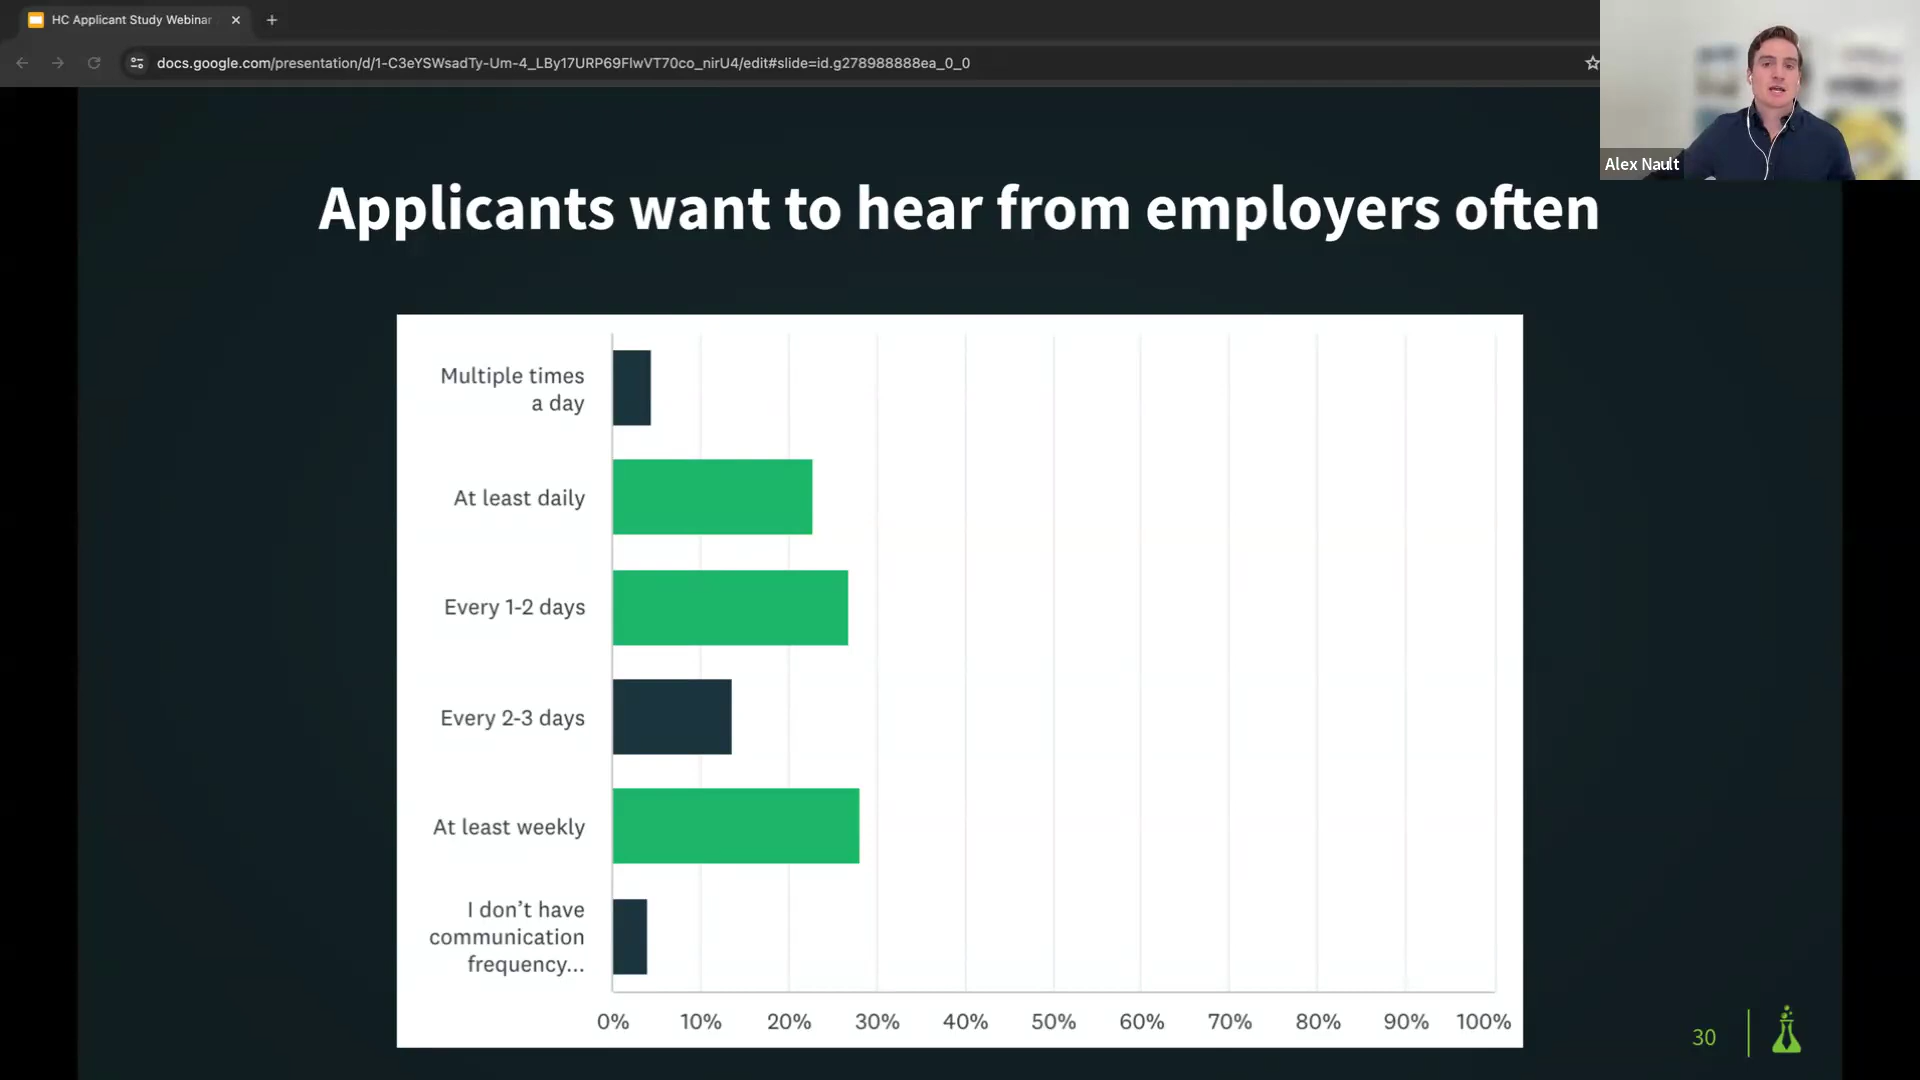 HC Applicant Study Webinar
docs.google.com/presentation/d/1-C3eYSWsadTy-Um-4_LBy17URP69FlwVT70co_nirU4/edit#slide=id.g278988888ea_0_0
Alex Nault
Applicants want to hear from employers often
Multiple times
a day
At least daily
Every 1-2 days
Every 2-3 days
At least weekly
I don’t have
communication
frequency...
0% 10% 20% 30% 40% 50% 60% 70% 80% 90% 100%
30